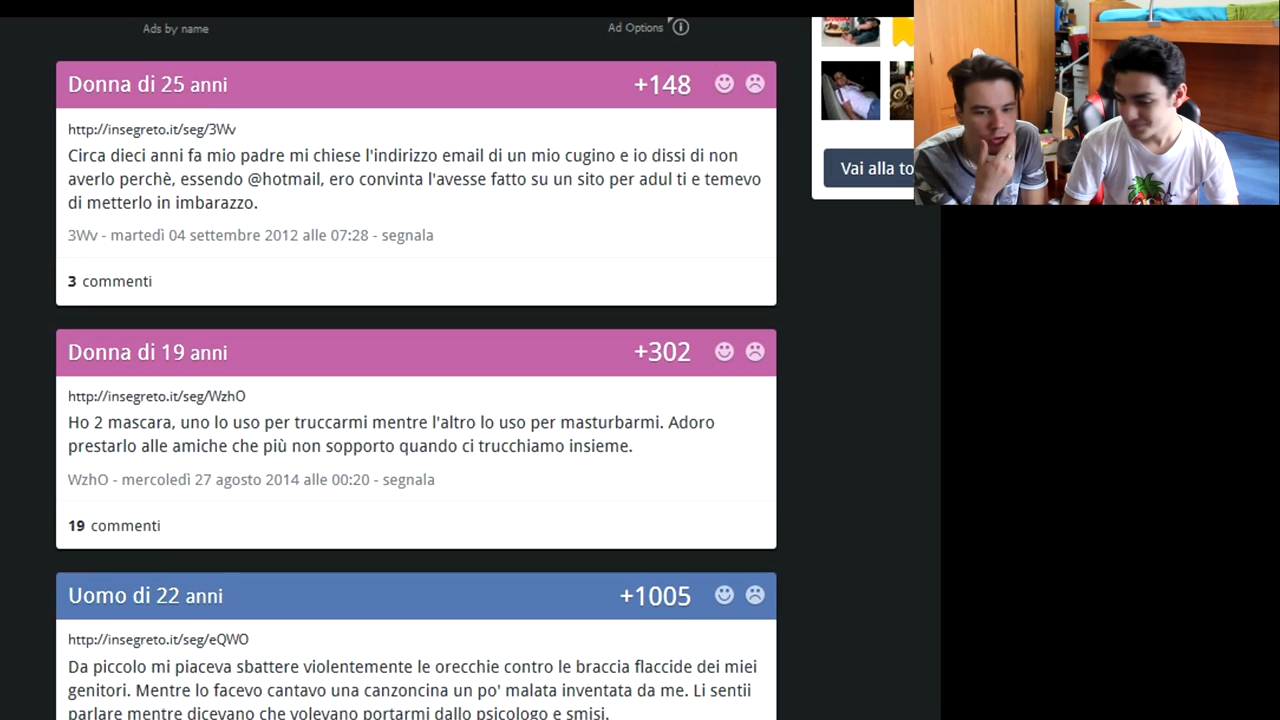 Ads by name
Ad Options
Donna di 25 anni
+148
http://insegreto.it/seg/3Wv
Circa dieci anni fa mio padre mi chiese l'indirizzo email di un mio cugino e io dissi di non
averlo perchè, essendo @hotmail, ero convinta l'avesse fatto su un sito per adul ti e temevo
di metterlo in imbarazzo.
3Wv - martedì 04 settembre 2012 alle 07:28 - segnala
3 commenti
Donna di 19 anni
+302
http://insegreto.it/seg/WzhO
Ho 2 mascara, uno lo uso per truccarmi mentre l'altro lo uso per masturbarmi. Adoro
prestarlo alle amiche che più non sopporto quando ci trucchiamo insieme.
WzhO - mercoledì 27 agosto 2014 alle 00:20 - segnala
19 commenti
Uomo di 22 anni
+1005
http://insegreto.it/seg/eQWO
Da piccolo mi piaceva sbattere violentemente le orecchie contro le braccia flaccide dei miei
genitori. Mentre lo facevo cantavo una canzoncina un po' malata inventata da me. Li sentii
parlare mentre dicevano che volevano portarmi dallo psicologo e smisi.
Vai alla to